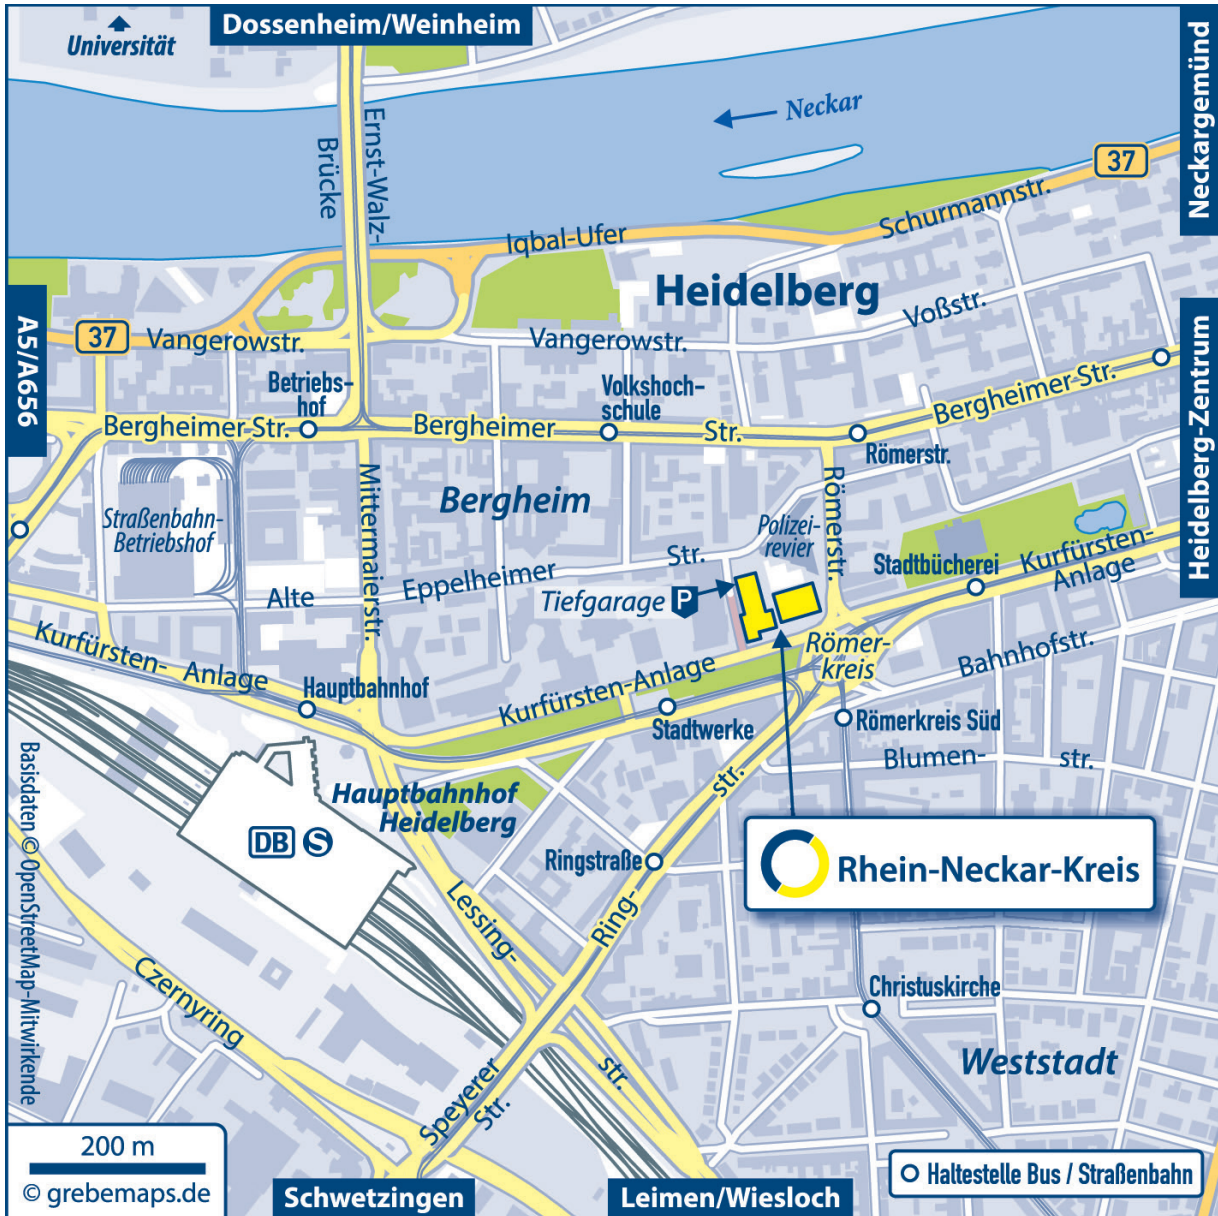 Dossenheim/Weinheim
Universität
Neckar
Neckargemünd
37
Ernst-Walz-
Brücke
Schurmannstr.
Iqbal-Ufer
Heidelberg
Voßstr.
A5/A656
37
Vangerowstr.
Vangerowstr.
Heidelberg-Zentrum
Betriebs-
hof
Volkshoch-
schule
Bergheimer Str.
Bergheimer Str.
Bergheimer
Str.
Römerstr.
Mittermaierstr.
Römerstr.
Bergheim
Straßenbahn-
Betriebshof
Polizei-
revier
Str.
Eppelheimer
Alte
Stadtbücherei
Kurfürsten-
Anlage
Tiefgarage P
Kurfürsten-
Anlage
Römer-
kreis
Bahnhofstr.
Kurfürsten-Anlage
Hauptbahnhof
Stadtwerke
Römerkreis Süd
Blumen-
str.
str.
Hauptbahnhof
Heidelberg
DB S
Ringstraße
Rhein-Neckar-Kreis
Ring-
Lessing-
Czernyring
Christuskirche
Weststadt
str.
Speyerer
Str.
Basisdaten © OpenStreetMap-Mitwirkende
200 m
© grebemaps.de
Schwetzingen
Leimen/Wiesloch
Haltestelle Bus / Straßenbahn